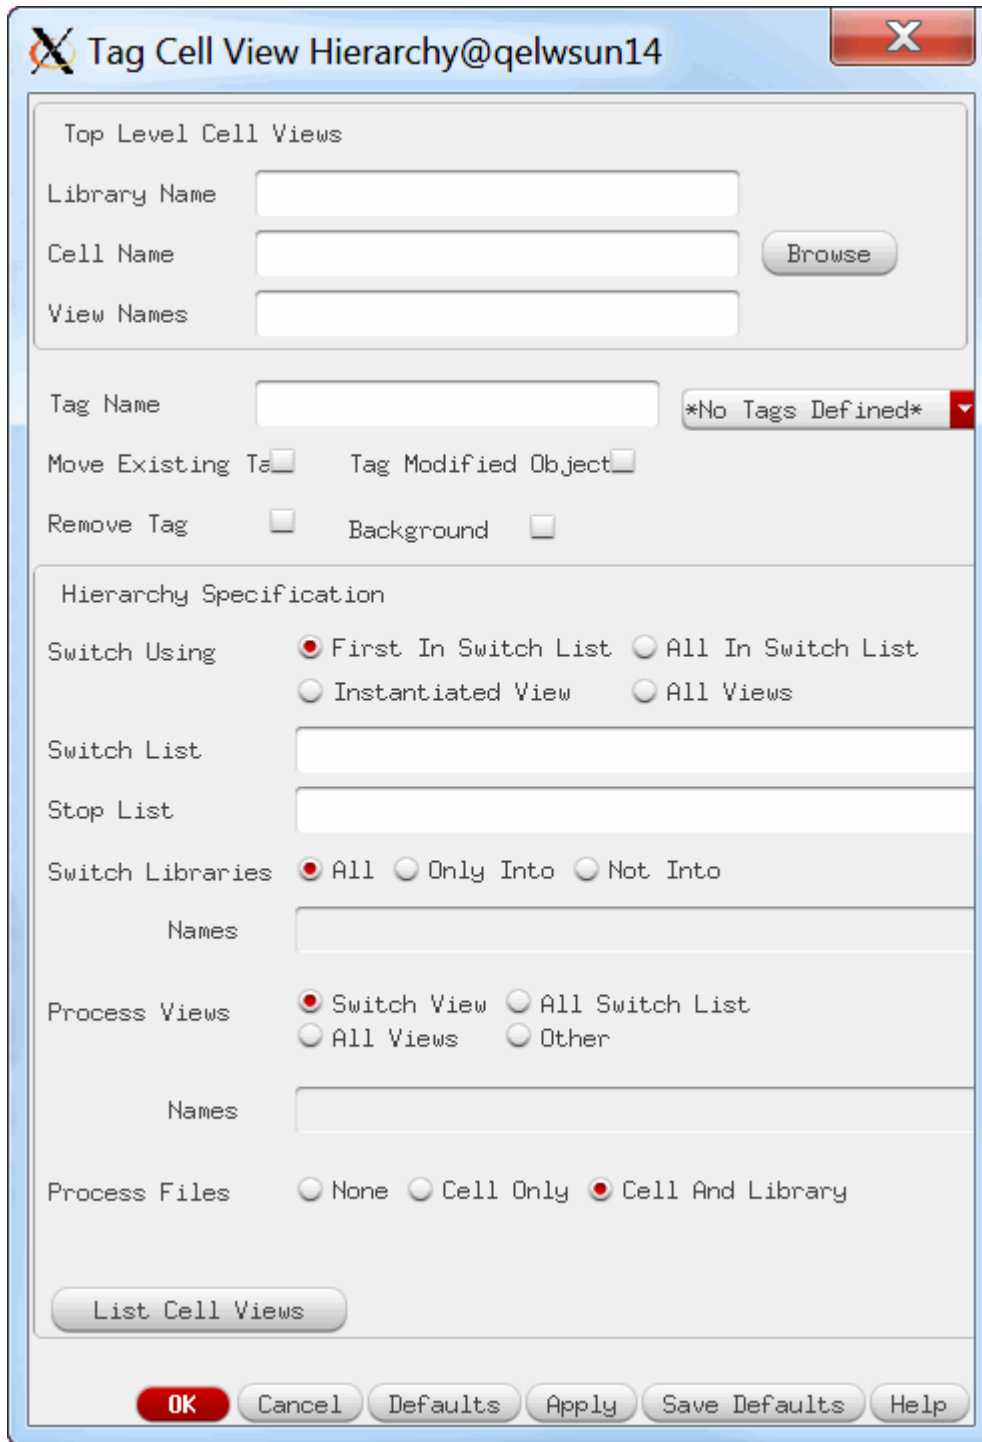 Tag Cell View Hierarchy@qelwsun14
Top Level Cell Views
Library Name
Cell Name Browse
View Names
Tag Name *No Tags Defined*
Move Existing Ta Tag Modified Object
Remove Tag Background
Hierarchy Specification
Switch Using First In Switch List All In Switch List
Instantiated View All Views
Switch List
Stop List
Switch Libraries All Only Into Not Into
Names
Process Views Switch View All Switch List
All Views Other
Names
Process Files None Cell Only Cell And Library
List Cell Views
OK Cancel Defaults Apply Save Defaults Help